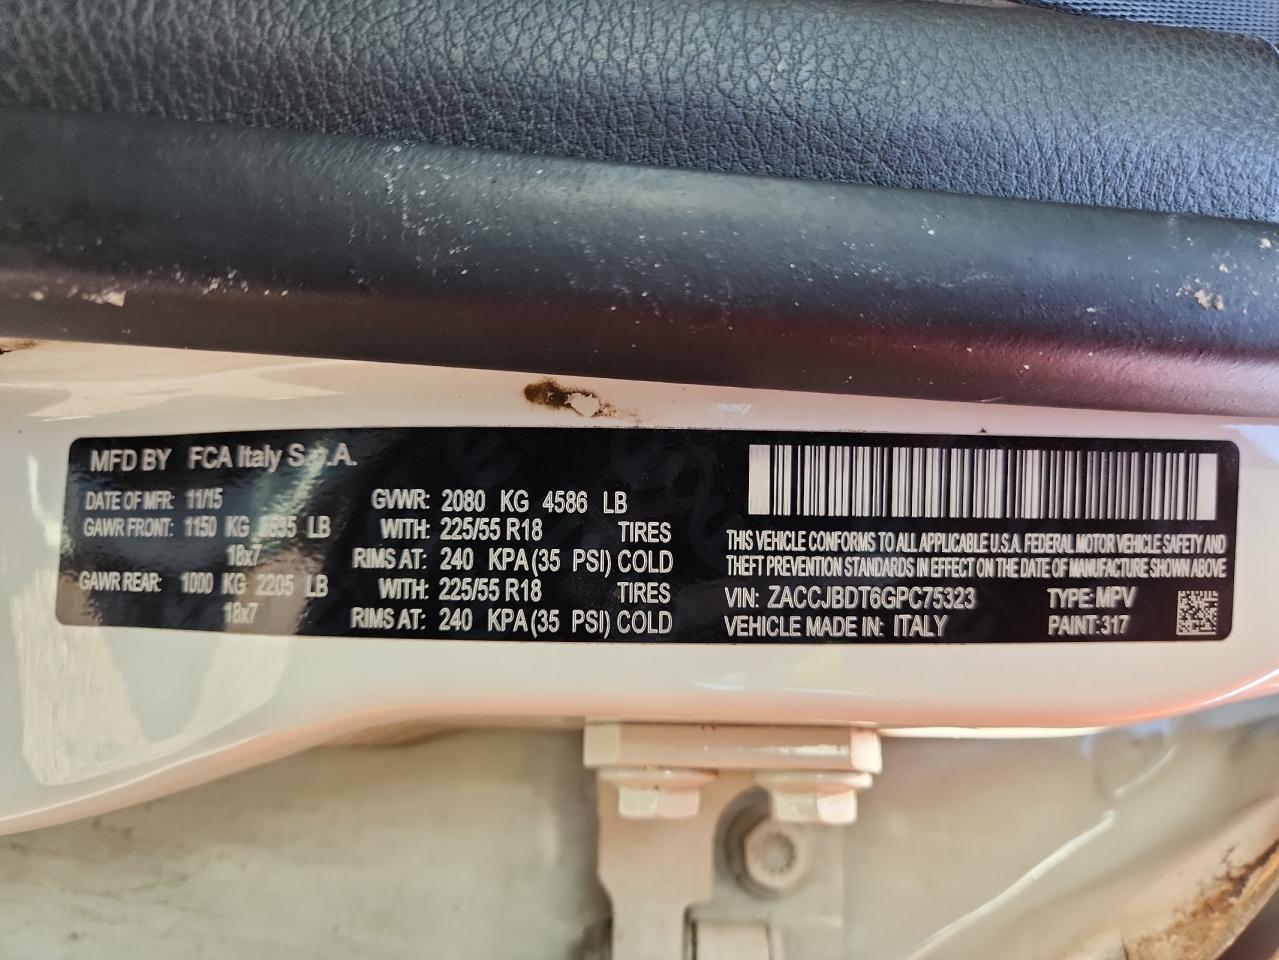 MFD BY FCA Italy S.p.A.
DATE OF MFR: 11/15 GVWR: 2080 KG 4586 LB
GAWR FRONT: 1150 KG 2535 LB WITH: 225/55 R18 TIRES
18x7 RIMS AT: 240 KPA (35 PSI) COLD
GAWR REAR: 1000 KG 2205 LB WITH: 225/55 R18 TIRES
18x7 RIMS AT: 240 KPA (35 PSI) COLD
THIS VEHICLE CONFORMS TO ALL APPLICABLE U.S.A. FEDERAL MOTOR VEHICLE SAFETY AND
THEFT PREVENTION STANDARDS IN EFFECT ON THE DATE OF MANUFACTURE SHOWN ABOVE
VIN: ZACCJBDT6GPC75323 TYPE: MPV
VEHICLE MADE IN: ITALY PAINT: 317